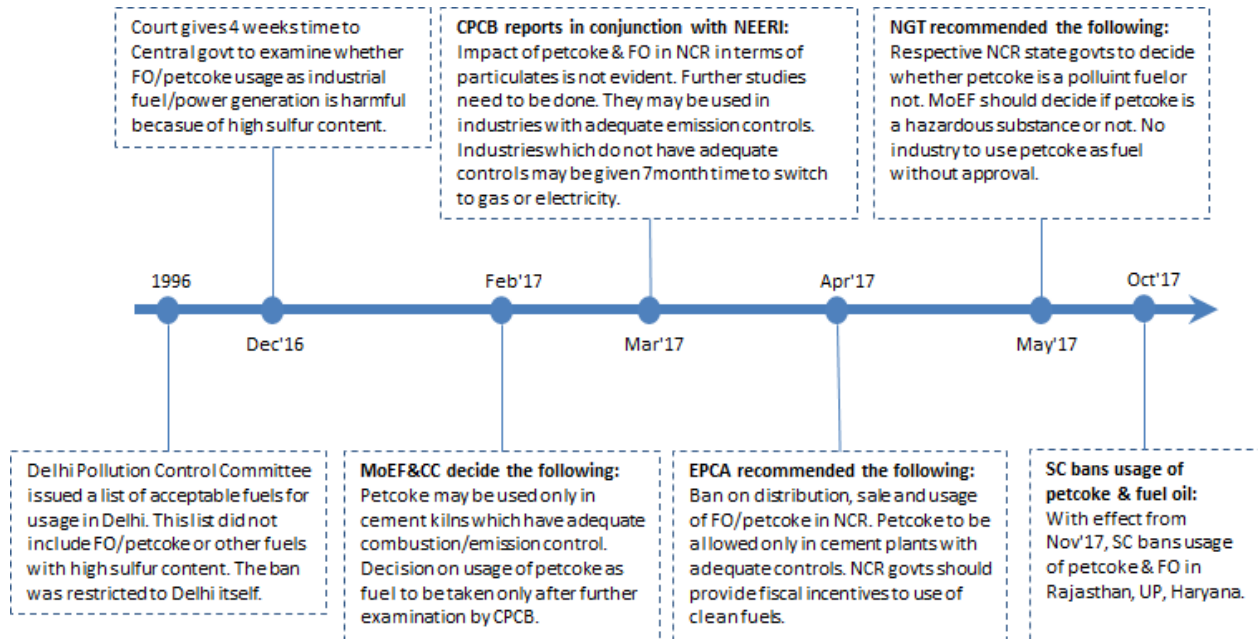 Court gives 4 weeks time to
Central govt to examine whether
FO/petcoke usage as industrial
fuel/power generation is harmful
becasue of high sulfur content.
CPCB reports in conjunction with NEERI:
Impact of petcoke & FO in NCR in terms of
particulates is not evident. Further studies
need to be done. They may be used in
industries with adequate emission controls.
Industries which do not have adequate
controls may be given 7month time to switch
to gas or electricity.
NGT recommended the following:
Respective NCR state govts to decide
whether petcoke is a polluint fuel or
not. MoEF should decide if petcoke is
a hazardous substance or not. No
industry to use petcoke as fuel
without approval.
1996
Feb'17
Apr'17
Oct'17
Dec'16
Mar'17
May'17
Delhi Pollution Control Committee
issued a list of acceptable fuels for
usage in Delhi. This list did not
include FO/petcoke or other fuels
with high sulfur content. The ban
was restricted to Delhi itself.
MoEF&CC decide the following:
Petcoke may be used only in
cement kilns which have adequate
combustion/emission control.
Decision on usage of petcoke as
fuel to be taken only after further
examination by CPCB.
EPCA recommended the following:
Ban on distribution, sale and usage
of FO/petcoke in NCR. Petcoke to be
allowed only in cement plants with
adequate controls. NCR govts should
provide fiscal incentives to use of
clean fuels.
SC bans usage of
petcoke & fuel oil:
With effect from
Nov'17, SC bans usage
of petcoke & FO in
Rajasthan, UP, Haryana.